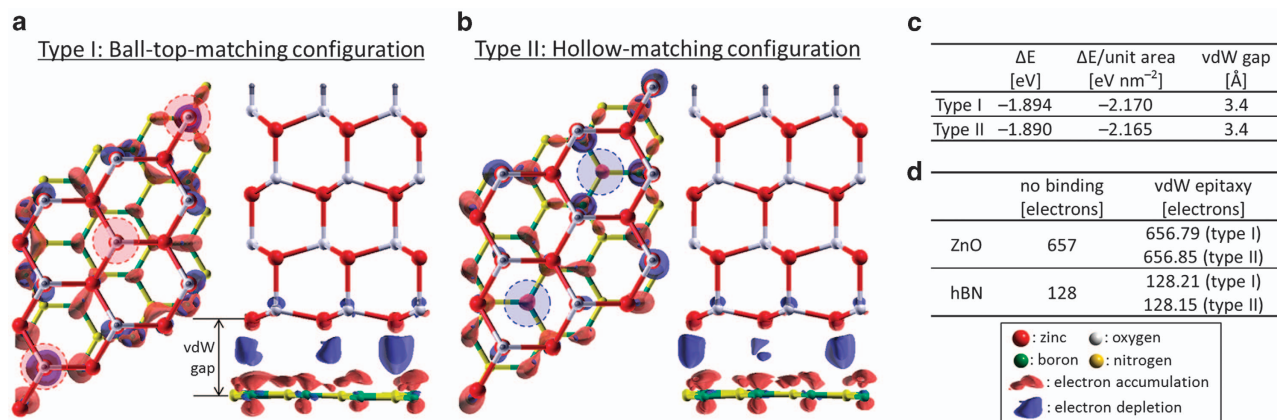 a
Type I: Ball-top-matching configuration
vdW
gap
b
Type II: Hollow-matching configuration
c
ΔE ΔE/unit area vdW gap
[eV] [eV nm⁻²] [Å]
Type I –1.894 –2.170 3.4
Type II –1.890 –2.165 3.4
d
no binding vdW epitaxy
[electrons] [electrons]
ZnO 657 656.79 (type I)
656.85 (type II)
hBN 128 128.21 (type I)
128.15 (type II)
: zinc : oxygen
: boron : nitrogen
: electron accumulation
: electron depletion